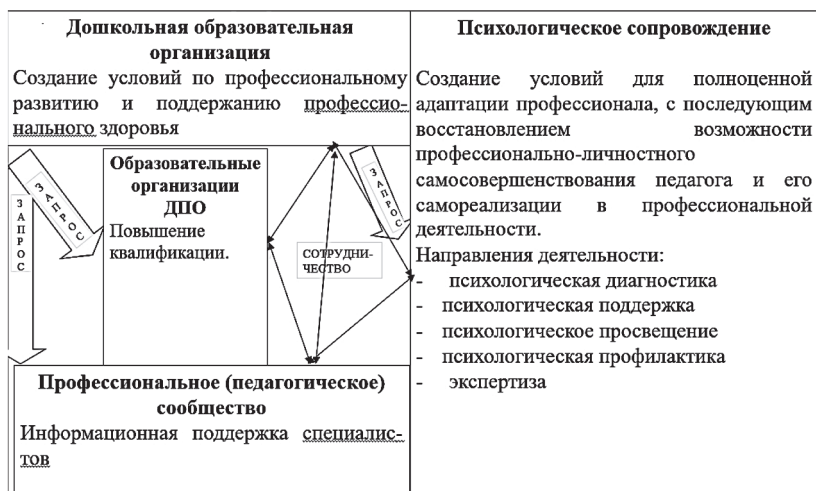 Дошкольная образовательная
организация
Создание условий по профессиональному
развитию и поддержанию профессио-
нального здоровья
ЗАПРОС
ЗАПРОС
Образовательные
организации
ДПО
Повышение
квалификации.
СОТРУДНИ-
ЧЕСТВО
ЗАПРОС
Профессиональное (педагогическое)
сообщество
Информационная поддержка специалис-
тов
Психологическое сопровождение
Создание условий для полноценной
адаптации профессионала, с последующим
восстановлением возможности
профессионально-личностного
самосовершенствования педагога и его
самореализации в профессиональной
деятельности.
Направления деятельности:
- психологическая диагностика
- психологическая поддержка
- психологическое просвещение
- психологическая профилактика
- экспертиза